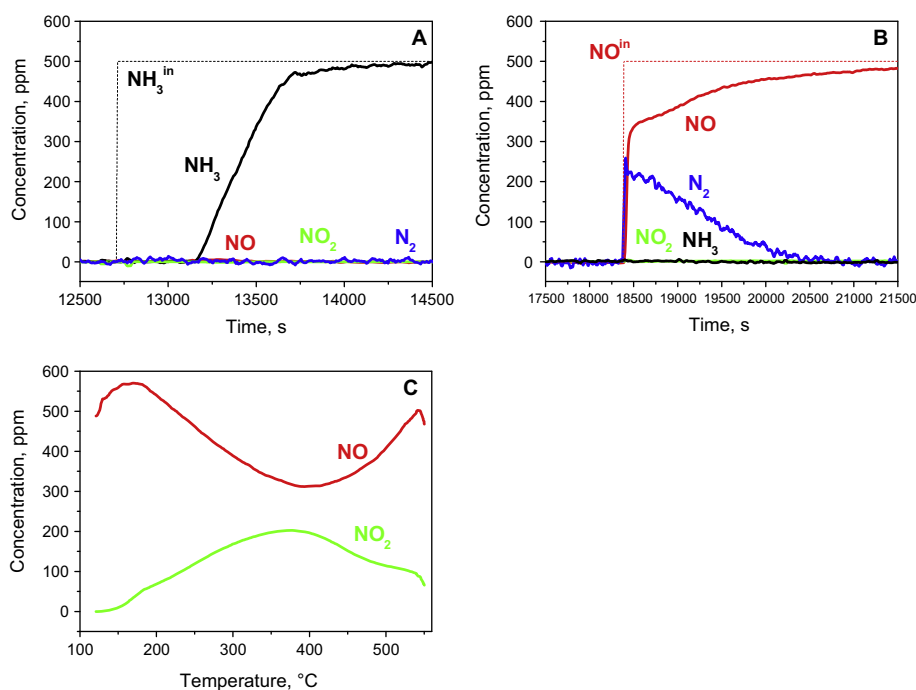 A
600
500
400
300
200
100
0
Concentration, ppm
NH₃ⁱⁿ
NH₃
NO
NO₂
N₂
12500 13000 13500 14000 14500
Time, s
B
600
500
400
300
200
100
0
Concentration, ppm
NOⁱⁿ
NO
N₂
NO₂
NH₃
17500 18000 18500 19000 19500 20000 20500 21000 21500
Time, s
C
600
500
400
300
200
100
0
Concentration, ppm
NO
NO₂
100 200 300 400 500
Temperature, °C